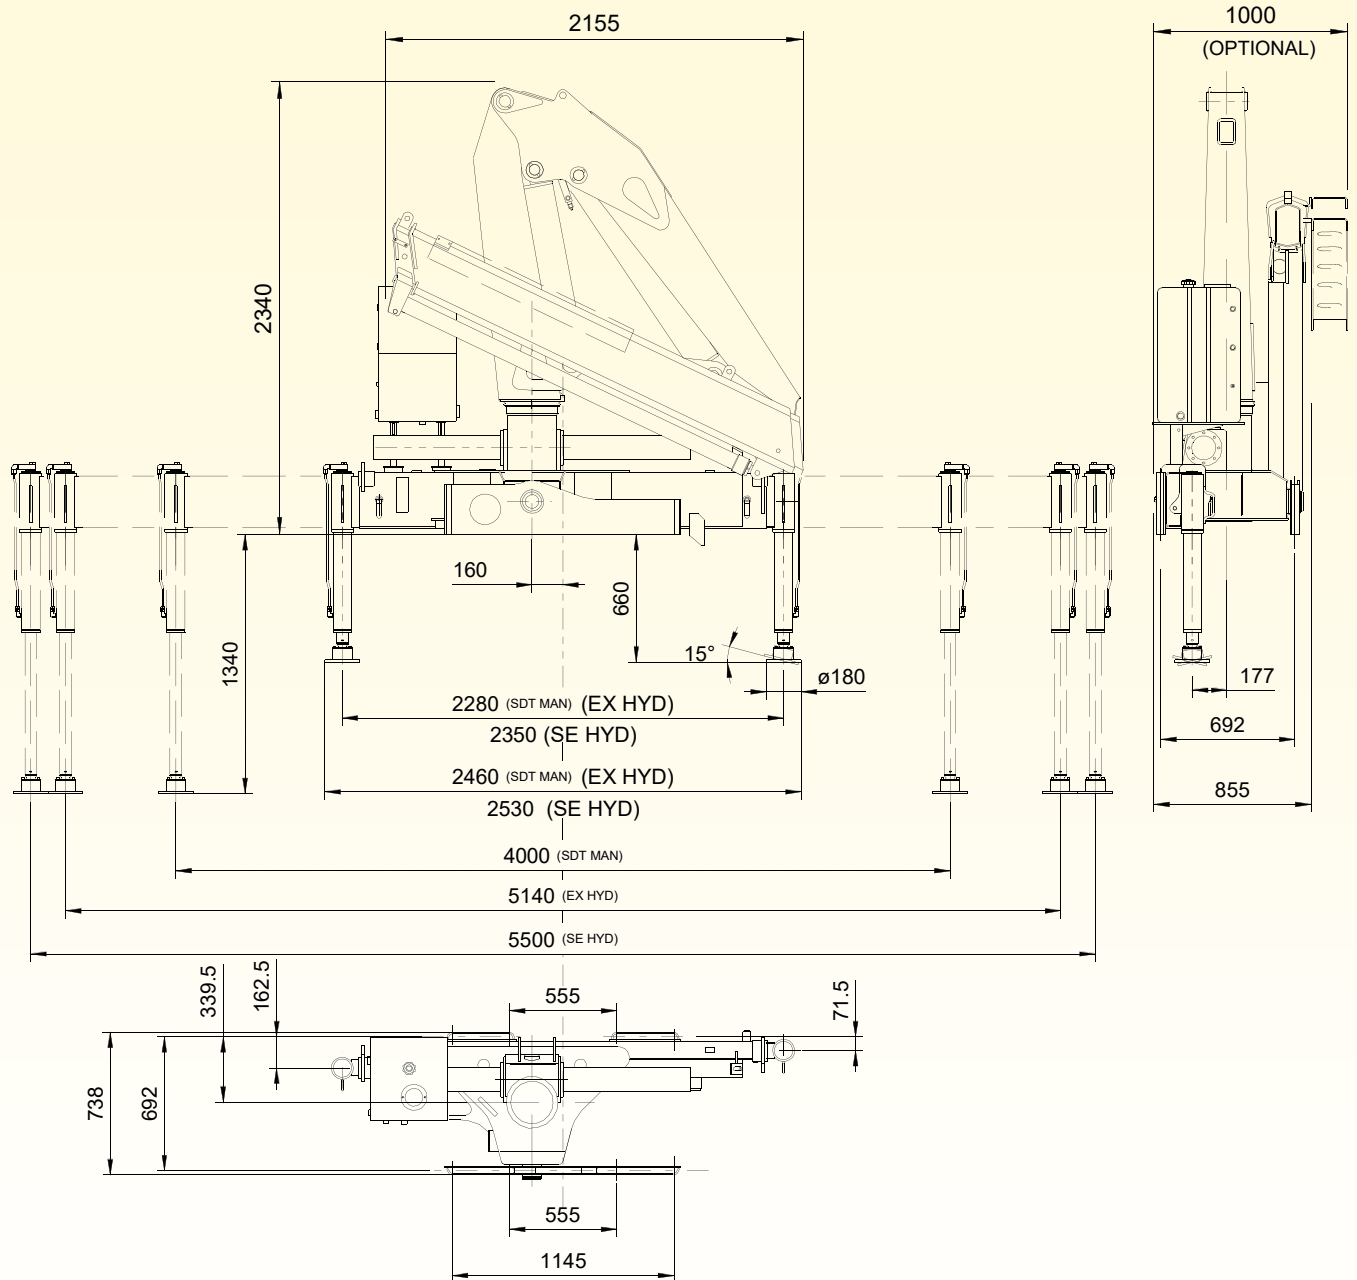 2155
1000
(OPTIONAL)
2340
160
660
1340
15°
ø180
177
2280 (SDT MAN) (EX HYD)
2350 (SE HYD)
692
2460 (SDT MAN) (EX HYD)
2530 (SE HYD)
855
4000 (SDT MAN)
5140 (EX HYD)
5500 (SE HYD)
339.5
162.5
555
71.5
738
692
555
1145